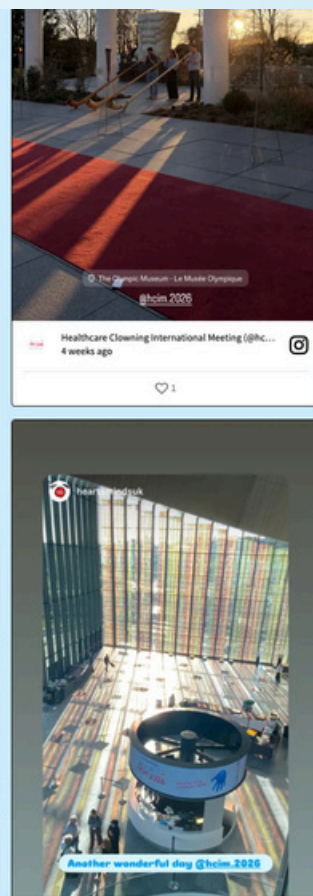 The Olympic Museum - Le Musée Olympique
@hcim.2026
Healthcare Clowning International Meeting (@hc...
4 weeks ago
1
hearts_mindsuk
Another wonderful day @hcim.2026